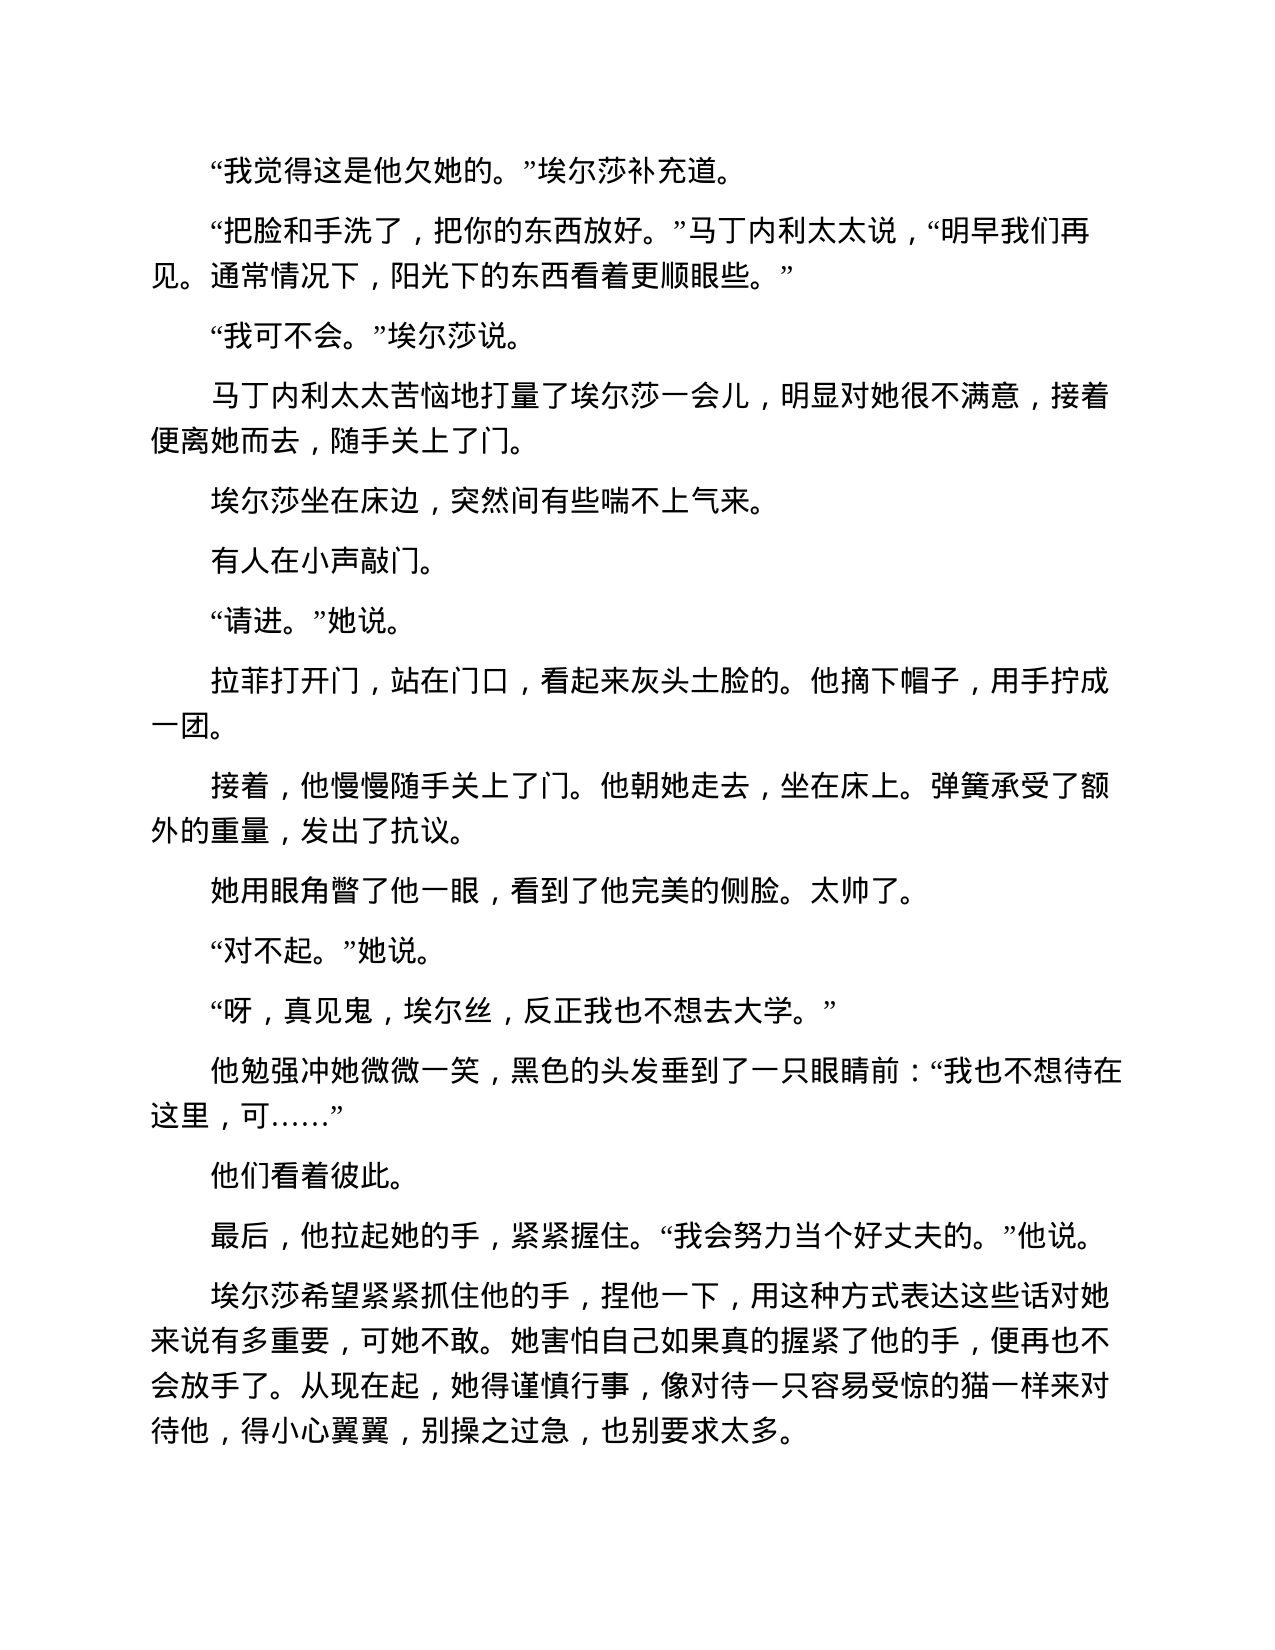 “我觉得这是他欠她的。”埃尔莎补充道。
“把脸和手洗了，把你的东西放好。”马丁内利太太说，“明早我们再
见。通常情况下，阳光下的东西看着更顺眼些。”
“我可不会。”埃尔莎说。
马丁内利太太苦恼地打量了埃尔莎一会儿，明显对她很不满意，接着
便离她而去，随手关上了门。
埃尔莎坐在床边，突然间有些喘不上气来。
有人在小声敲门。
“请进。”她说。
拉菲打开门，站在门口，看起来灰头土脸的。他摘下帽子，用手拧成
一团。
接着，他慢慢随手关上了门。他朝她走去，坐在床上。弹簧承受了额
外的重量，发出了抗议。
她用眼角瞥了他一眼，看到了他完美的侧脸。太帅了。
“对不起。”她说。
“呀，真见鬼，埃尔丝，反正我也不想去大学。”
他勉强冲她微微一笑，黑色的头发垂到了一只眼睛前：“我也不想待在
这里，可……”
他们看着彼此。
最后，他拉起她的手，紧紧握住。“我会努力当个好丈夫的。”他说。
埃尔莎希望紧紧抓住他的手，捏他一下，用这种方式表达这些话对她
来说有多重要，可她不敢。她害怕自己如果真的握紧了他的手，便再也不
会放手了。从现在起，她得谨慎行事，像对待一只容易受惊的猫一样来对
待他，得小心翼翼，别操之过急，也别要求太多。